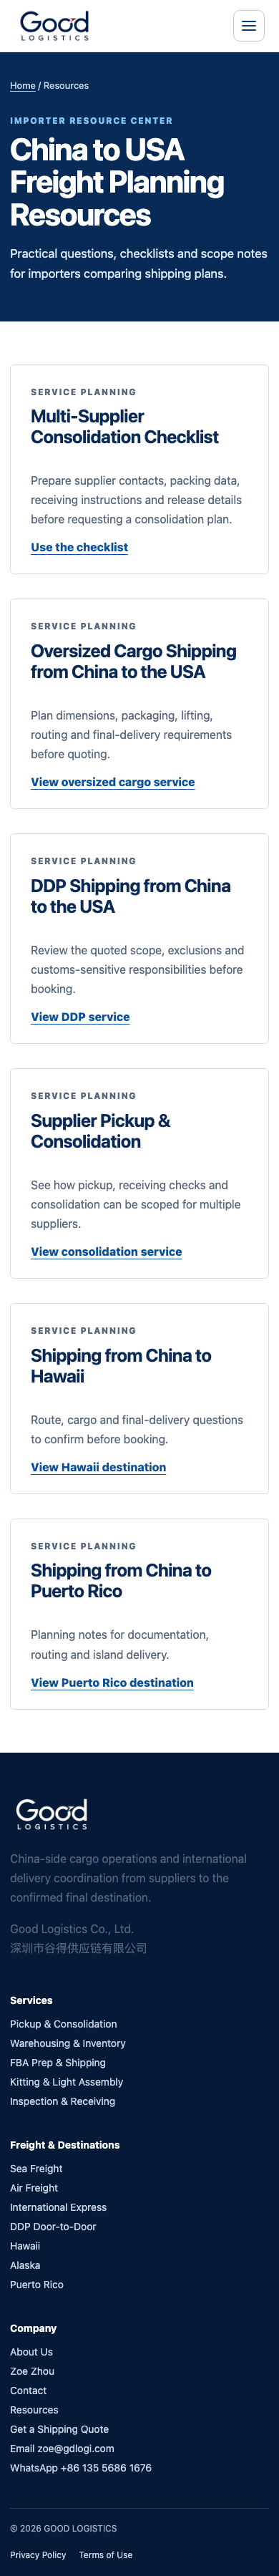 Good
LOGISTICS
Home / Resources
IMPORTER RESOURCE CENTER
China to USA
Freight Planning
Resources
Practical questions, checklists and scope notes
for importers comparing shipping plans.
SERVICE PLANNING
Multi-Supplier
Consolidation Checklist
Prepare supplier contacts, packing data,
receiving instructions and release details
before requesting a consolidation plan.
Use the checklist
SERVICE PLANNING
Oversized Cargo Shipping
from China to the USA
Plan dimensions, packaging, lifting,
routing and final-delivery requirements
before quoting.
View oversized cargo service
SERVICE PLANNING
DDP Shipping from China
to the USA
Review the quoted scope, exclusions and
customs-sensitive responsibilities before
booking.
View DDP service
SERVICE PLANNING
Supplier Pickup &
Consolidation
See how pickup, receiving checks and
consolidation can be scoped for multiple
suppliers.
View consolidation service
SERVICE PLANNING
Shipping from China to
Hawaii
Route, cargo and final-delivery questions
to confirm before booking.
View Hawaii destination
SERVICE PLANNING
Shipping from China to
Puerto Rico
Planning notes for documentation,
routing and island delivery.
View Puerto Rico destination
Good
LOGISTICS
China-side cargo operations and international
delivery coordination from suppliers to the
confirmed final destination.
Good Logistics Co., Ltd.
深圳市谷得供应链有限公司
Services
Pickup & Consolidation
Warehousing & Inventory
FBA Prep & Shipping
Kitting & Light Assembly
Inspection & Receiving
Freight & Destinations
Sea Freight
Air Freight
International Express
DDP Door-to-Door
Hawaii
Alaska
Puerto Rico
Company
About Us
Zoe Zhou
Contact
Resources
Get a Shipping Quote
Email zoe@gdlogi.com
WhatsApp +86 135 5686 1676
© 2026 GOOD LOGISTICS
Privacy Policy Terms of Use